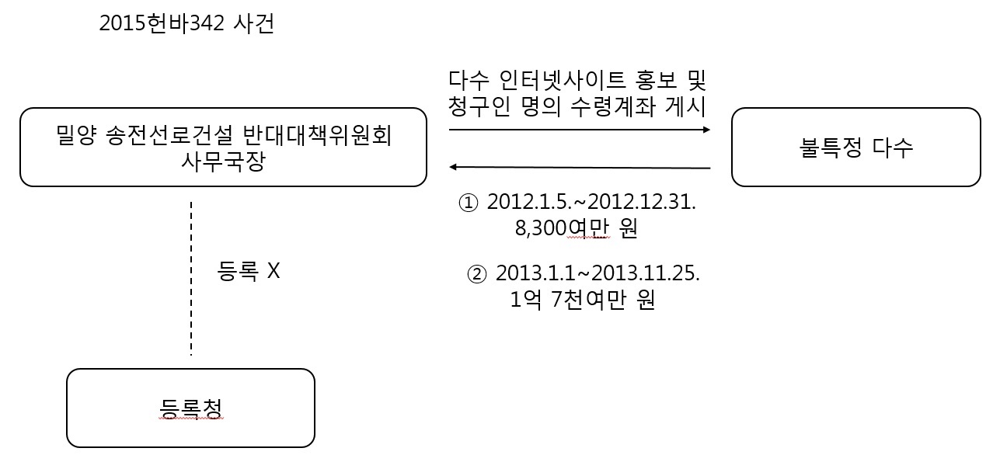 2015헌바342 사건
다수 인터넷사이트 홍보 및
청구인 명의 수령계좌 게시
밀양 송전선로건설 반대대책위원회
사무국장
불특정 다수
① 2012.1.5.~2012.12.31.
8,300여만 원
등록 X
② 2013.1.1~2013.11.25.
1억 7천여만 원
등록청